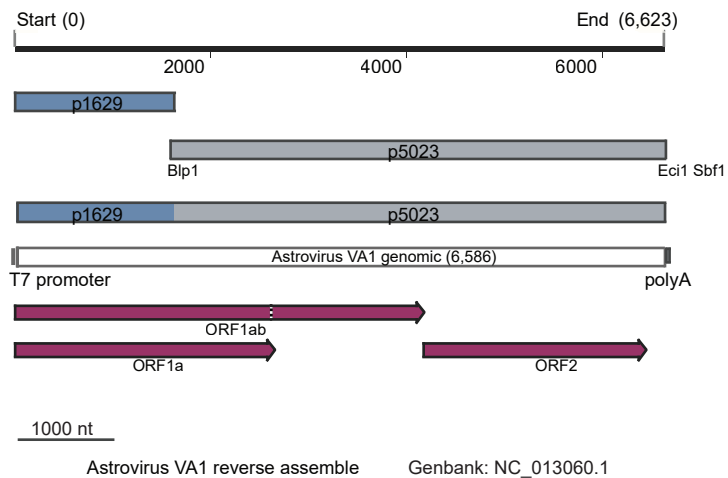 Start (0) End (6,623)
2000 4000 6000
p1629
p5023
Blp1 Eci1 Sbf1
p1629 p5023
Astrovirus VA1 genomic (6,586)
T7 promoter polyA
ORF1ab
ORF1a ORF2
1000 nt
Astrovirus VA1 reverse assemble Genbank: NC_013060.1